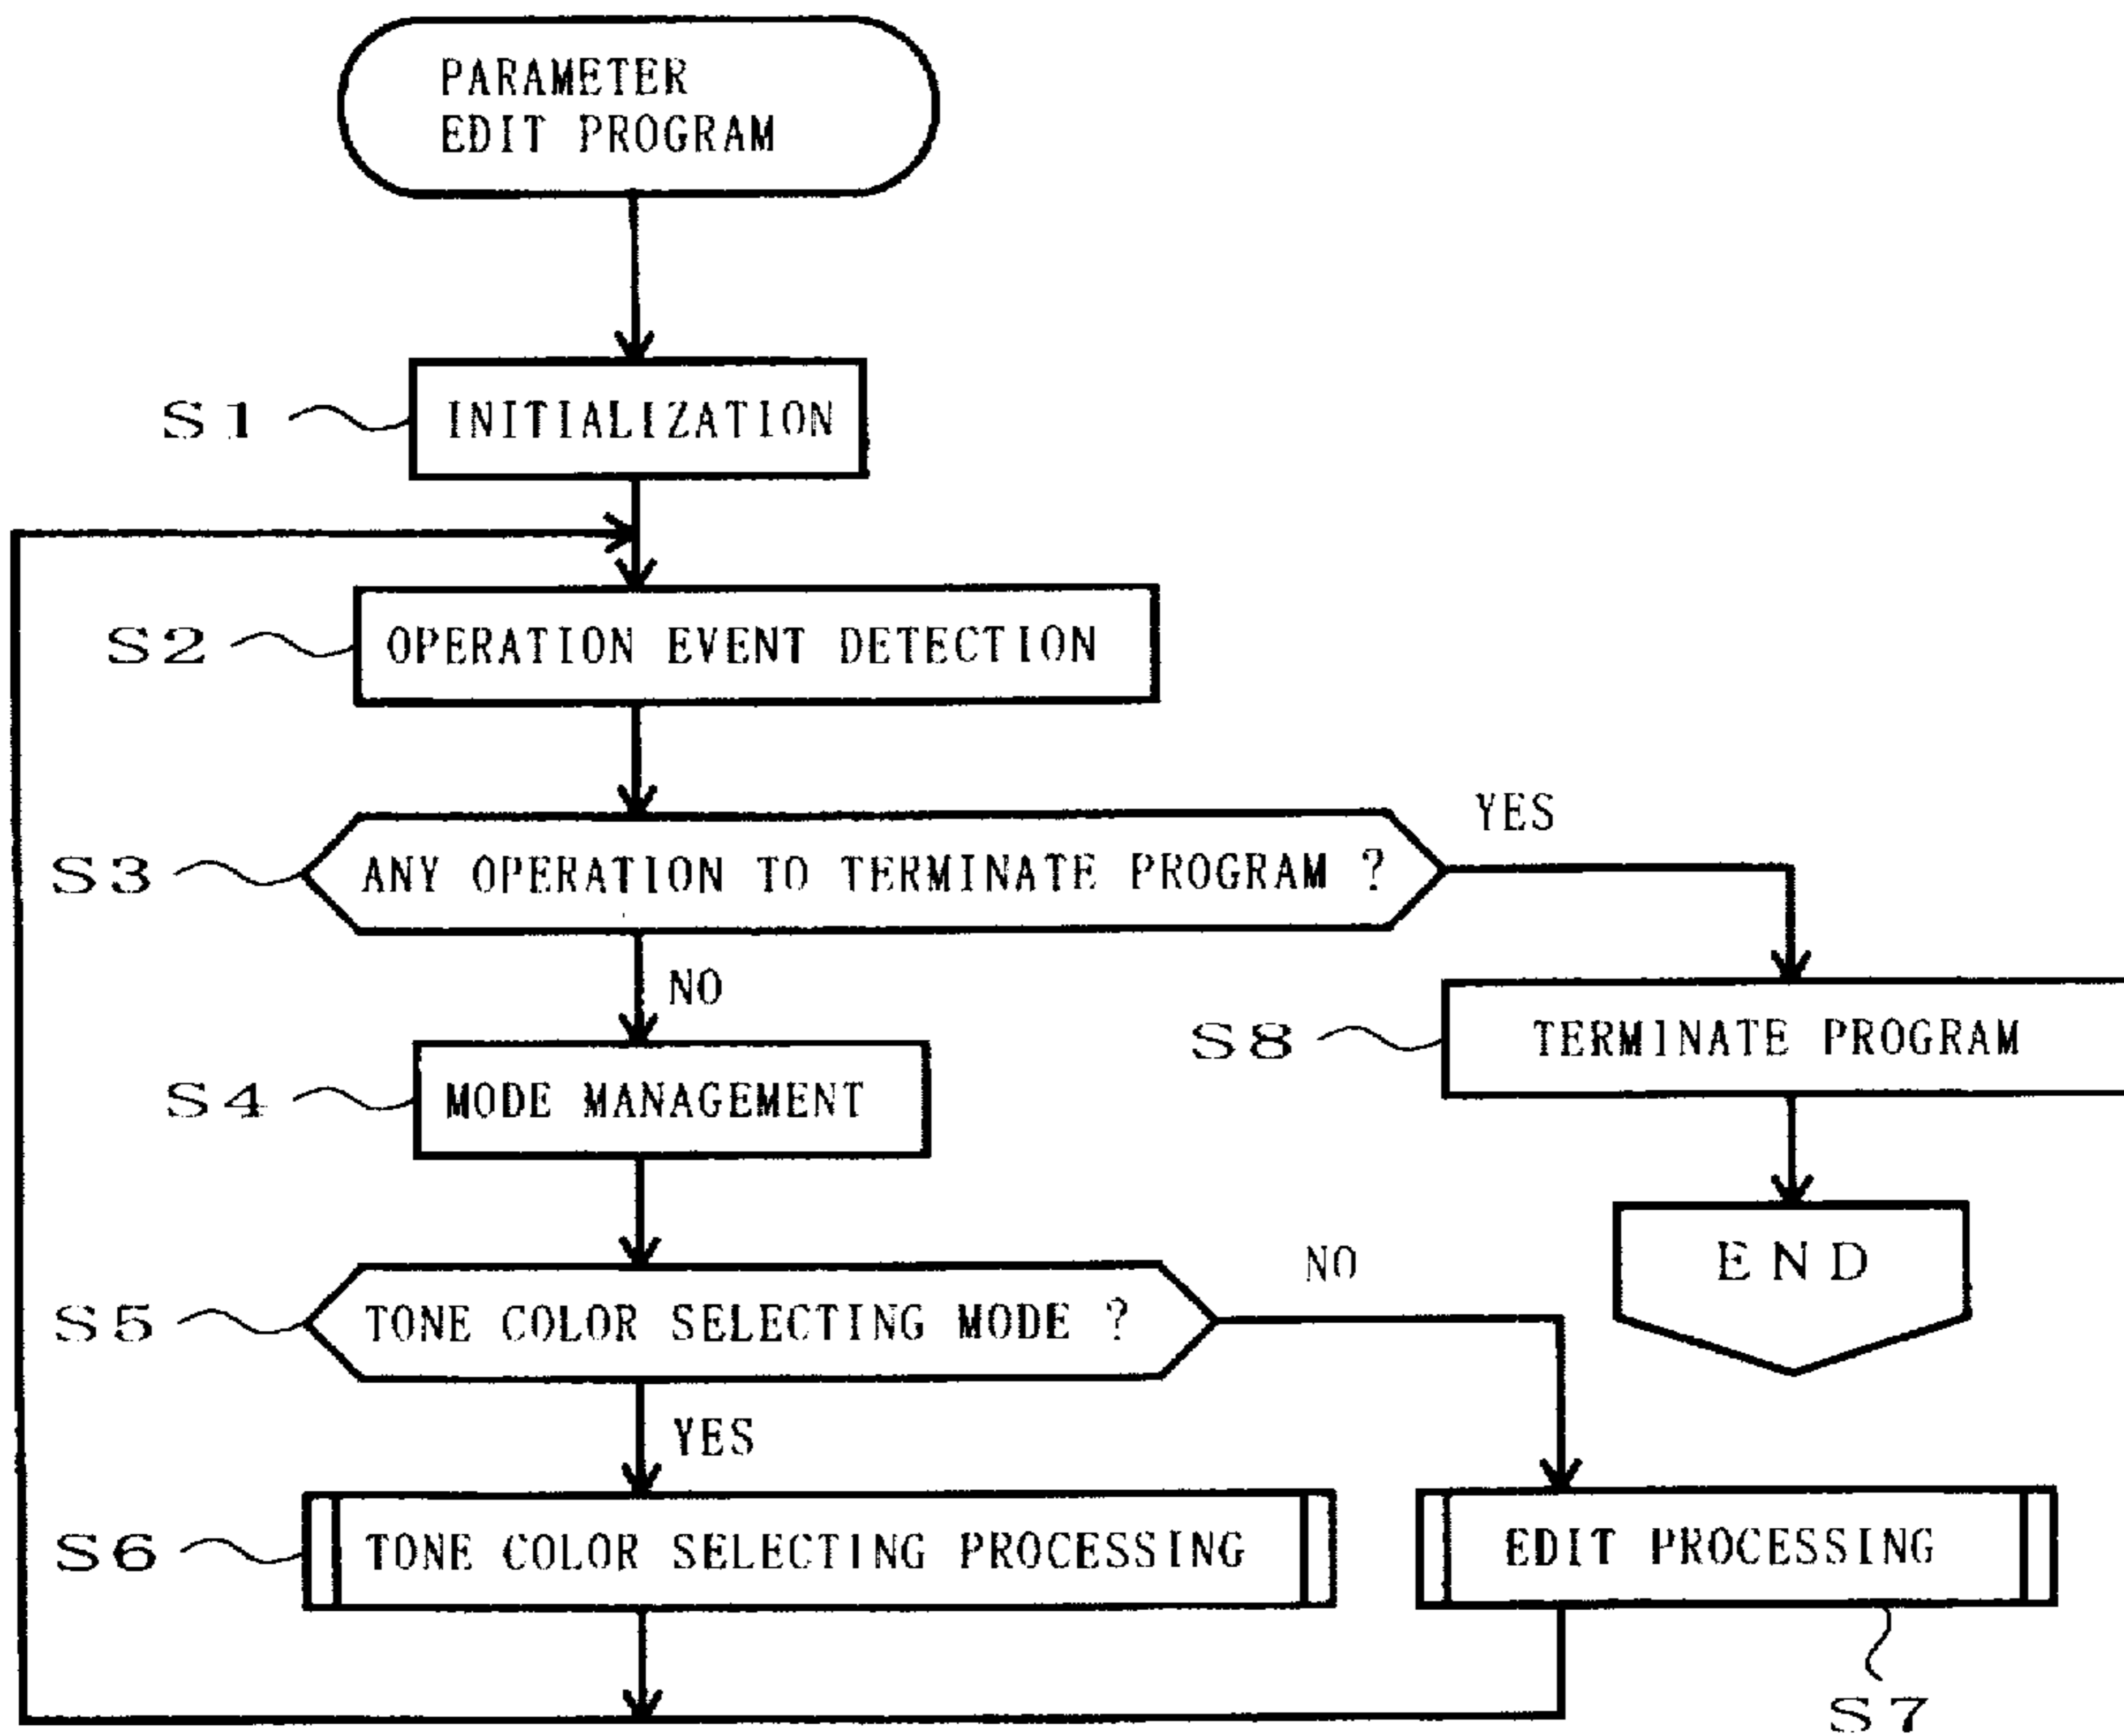 PARAMETER
EDIT PROGRAM
S1
INITIALIZATION
S2
OPERATION EVENT DETECTION
S3
ANY OPERATION TO TERMINATE PROGRAM ?
YES
NO
S8
TERMINATE PROGRAM
S4
MODE MANAGEMENT
END
S5
TONE COLOR SELECTING MODE ?
NO
YES
S6
TONE COLOR SELECTING PROCESSING
EDIT PROCESSING
S7